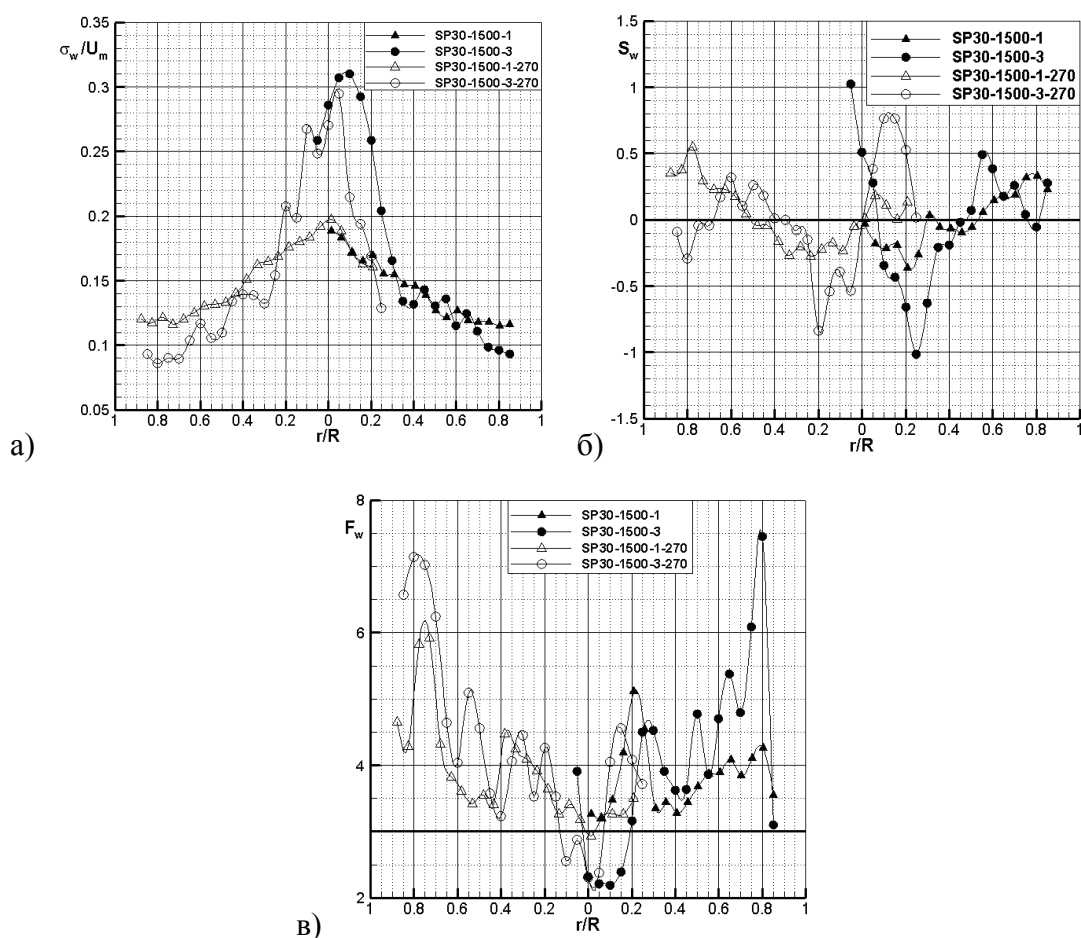 0.35
σw/Um
0.3
0.25
0.2
0.15
0.1
0.05
SP30-1500-1
SP30-1500-3
SP30-1500-1-270
SP30-1500-3-270
1 0.8 0.6 0.4 0.2 0 0.2 0.4 0.6 0.8 1
r/R
а)
1.5
Sw
1
0.5
0
-0.5
-1
-1.5
SP30-1500-1
SP30-1500-3
SP30-1500-1-270
SP30-1500-3-270
1 0.8 0.6 0.4 0.2 0 0.2 0.4 0.6 0.8 1
r/R
б)
8
Fw
6
4
2
SP30-1500-1
SP30-1500-3
SP30-1500-1-270
SP30-1500-3-270
1 0.8 0.6 0.4 0.2 0 0.2 0.4 0.6 0.8 1
r/R
в)